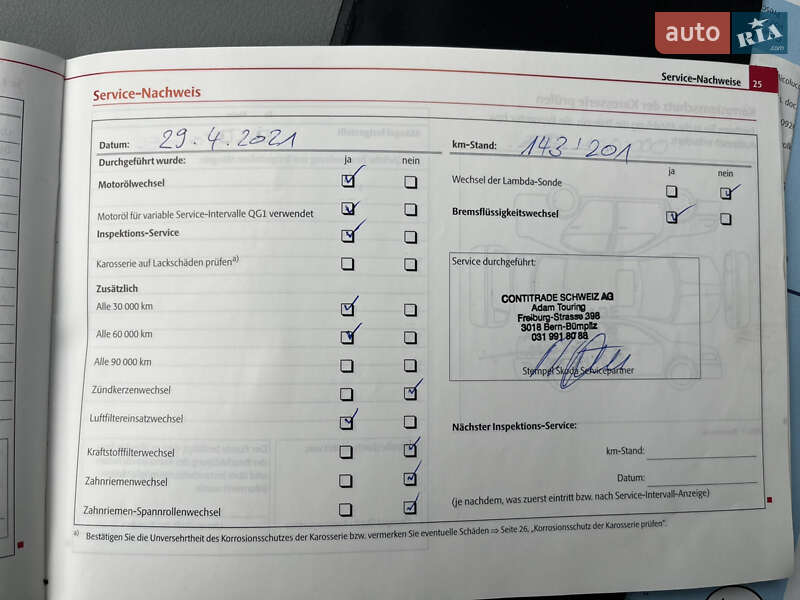 auto RIA.com
Service-Nachweise 25
Service-Nachweis
Datum: 29.4.2021
km-Stand: 143'201
Durchgeführt wurde: ja nein
ja nein
Motorölwechsel
Wechsel der Lambda-Sonde
Motoröl für variable Service-Intervalle QG1 verwendet
Bremsflüssigkeitswechsel
Inspektions-Service
Karosserie auf Lackschäden prüfen a)
Service durchgeführt:
Zusätzlich
Alle 30 000 km
Alle 60 000 km
Alle 90 000 km
Zündkerzenwechsel
Luftfiltereinsatzwechsel
Kraftstofffilterwechsel
Zahnriemenwechsel
Zahnriemen-Spannrollenwechsel
CONTITRADE SCHWEIZ AG
Adam Touring
Freiburg-Strasse 398
3018 Bern-Bümpliz
031 991 80 88
Stempel Škoda Servicepartner
Nächster Inspektions-Service:
km-Stand:
Datum:
(je nachdem, was zuerst eintritt bzw. nach Service-Intervall-Anzeige)
a) Bestätigen Sie die Unversehrtheit des Korrosionsschutzes der Karosserie bzw. vermerken Sie eventuelle Schäden ⇒ Seite 26, „Korrosionsschutz der Karosserie prüfen“.